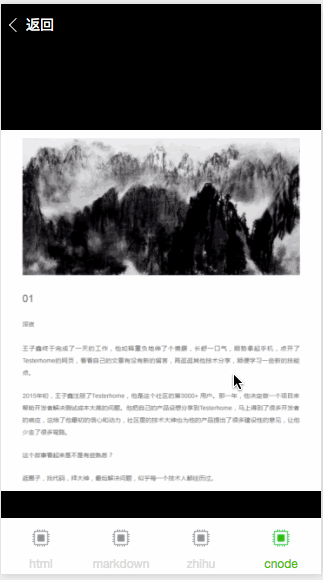 返回
01
深夜
王子鑫终于完成了一天的工作，他如释重负地伸了个懒腰，长舒一口气，顺势拿起手机，点开了
Testerhome的网页，看看自己的文章有没有新的留言，再逛逛其他技术分享，顺便学习一些新的技能
点。
2015年初，王子鑫注册了Testerhome，他是这个社区的第3000+ 用户。那一年，他决定做一个项目来
帮助开发者解决测试成本太高的问题。他把自己的产品设想分享到Testerhome，马上得到了很多开发者
的响应，这给了他最初的信心和动力，社区里的技术大神也为他的产品提出了很多建设性的意见，让他
少走了很多弯路。
这个故事看起来是不是有些熟悉？
逛圈子，找代码，拜大神，最后解决问题，似乎每一个技术人都经历过。
html
markdown
zhihu
cnode